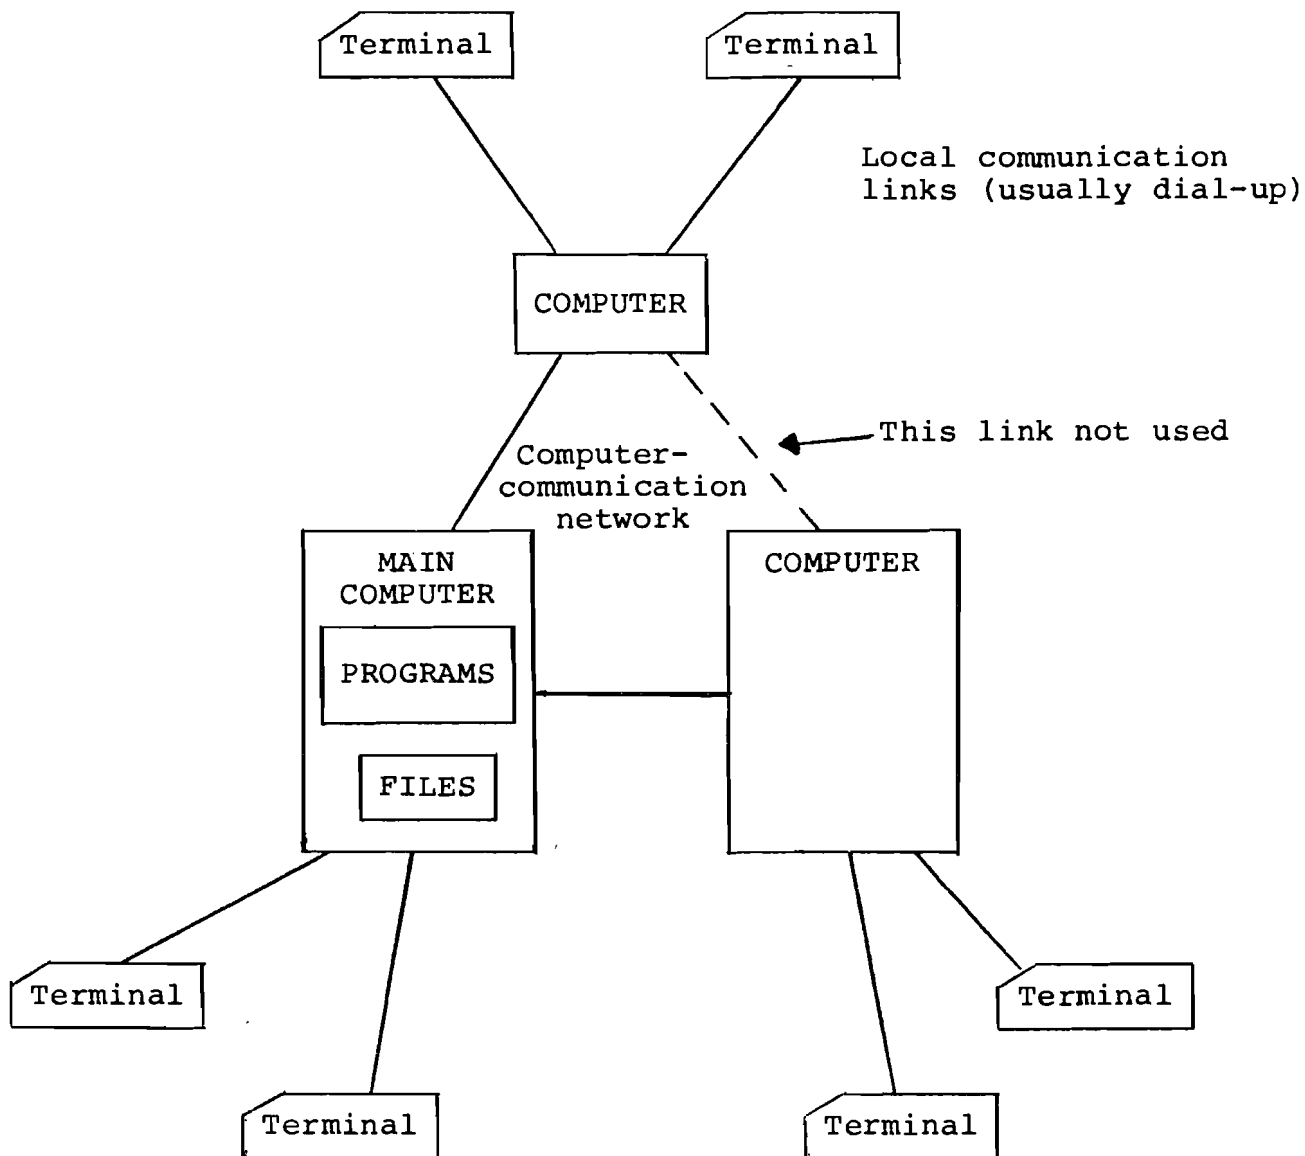 Terminal
Terminal
Local communication
links (usually dial-up)
COMPUTER
This link not used
Computer-
communication
network
MAIN
COMPUTER
COMPUTER
PROGRAMS
FILES
Terminal
Terminal
Terminal
Terminal